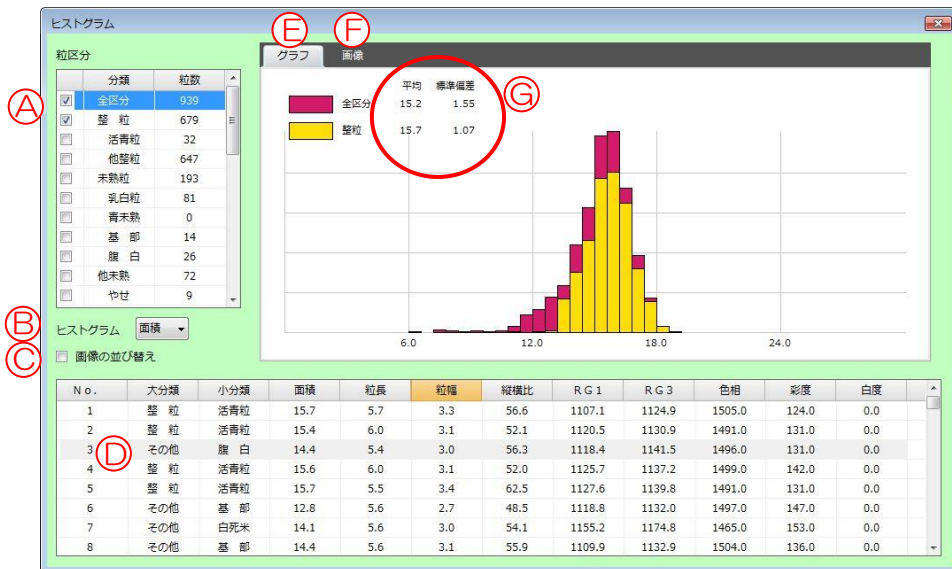 ヒストグラム
粒区分
分類 粒数
全区分 939
整 粒 679
活青粒 32
他整粒 647
未熟粒 193
乳白粒 81
青未熟 0
基 部 14
腹 白 26
他未熟 72
やせ 9
Ⓐ
Ⓔ Ⓕ
グラフ 画像
平均 標準偏差 Ⓖ
全区分 15.2 1.55
整粒 15.7 1.07
6.0 12.0 18.0 24.0
Ⓑ ヒストグラム 面積
Ⓒ 画像の並び替え
No. 大分類 小分類 面積 粒長 粒幅 縦横比 RG1 RG3 色相 彩度 白度
1 整 粒 活青粒 15.7 5.7 3.3 56.6 1107.1 1124.9 1505.0 124.0 0.0
2 整 粒 活青粒 15.4 6.0 3.1 52.1 1120.5 1130.9 1491.0 131.0 0.0
3 Ⓓ その他 腹 白 14.4 5.4 3.0 56.3 1118.4 1141.5 1496.0 131.0 0.0
4 整 粒 活青粒 15.6 6.0 3.1 52.0 1125.7 1137.2 1499.0 142.0 0.0
5 整 粒 活青粒 15.7 5.5 3.4 62.5 1127.6 1139.8 1491.0 131.0 0.0
6 その他 基 部 12.8 5.6 2.7 48.5 1118.8 1132.0 1497.0 147.0 0.0
7 その他 白死米 14.1 5.6 3.0 54.1 1155.2 1174.8 1465.0 153.0 0.0
8 その他 基 部 14.4 5.6 3.1 55.9 1109.9 1132.9 1504.0 136.0 0.0